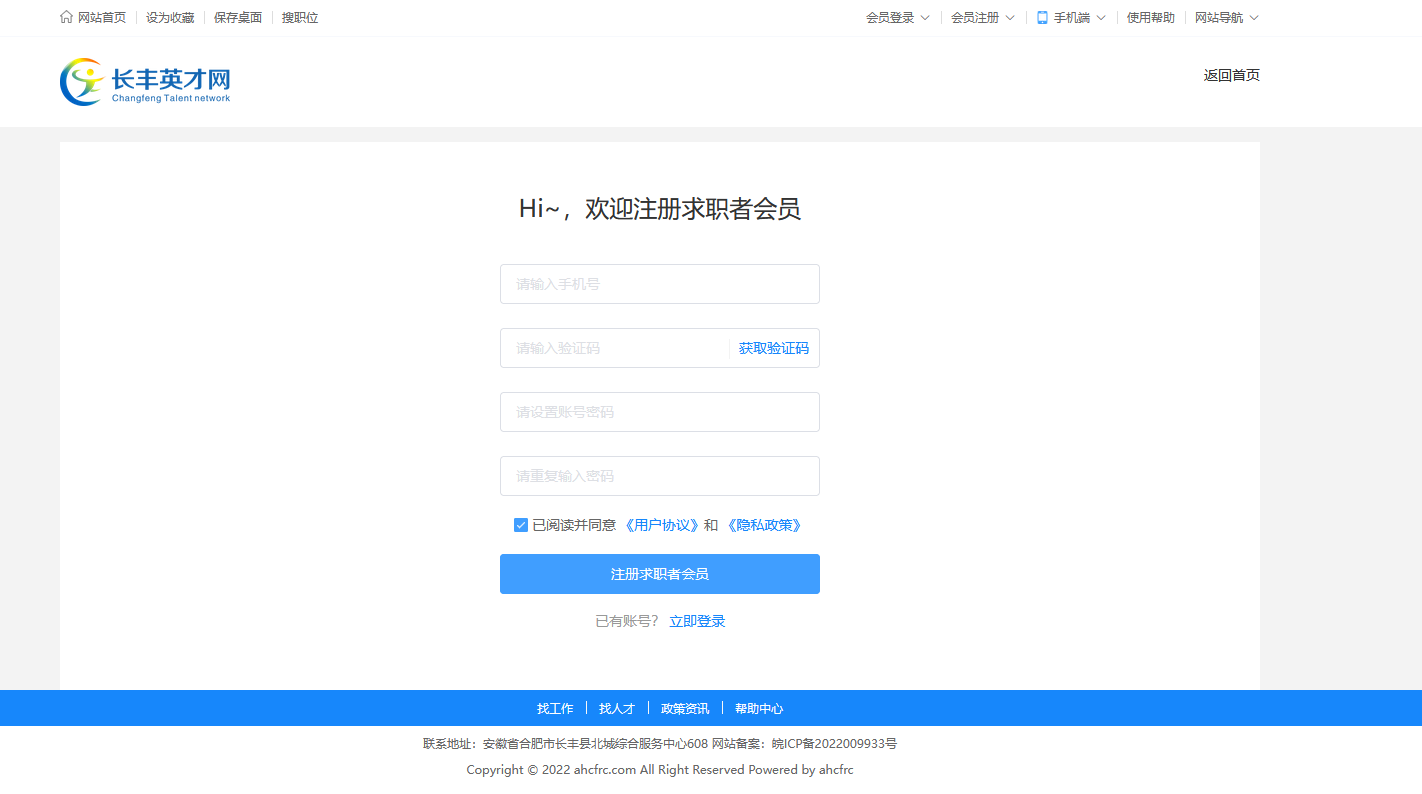 网站首页 设为收藏 保存桌面 搜职位 会员登录 会员注册 手机端 使用帮助 网站导航
长丰英才网
Changfeng Talent network
返回首页
Hi~，欢迎注册求职者会员
请输入手机号
请输入验证码 获取验证码
请设置账号密码
请重复输入密码
已阅读并同意 《用户协议》和 《隐私政策》
注册求职者会员
已有账号？ 立即登录
找工作 找人才 政策资讯 帮助中心
联系地址：安徽省合肥市长丰县北城综合服务中心608 网站备案：皖ICP备2022009933号
Copyright © 2022 ahcfrc.com All Right Reserved Powered by ahcfrc